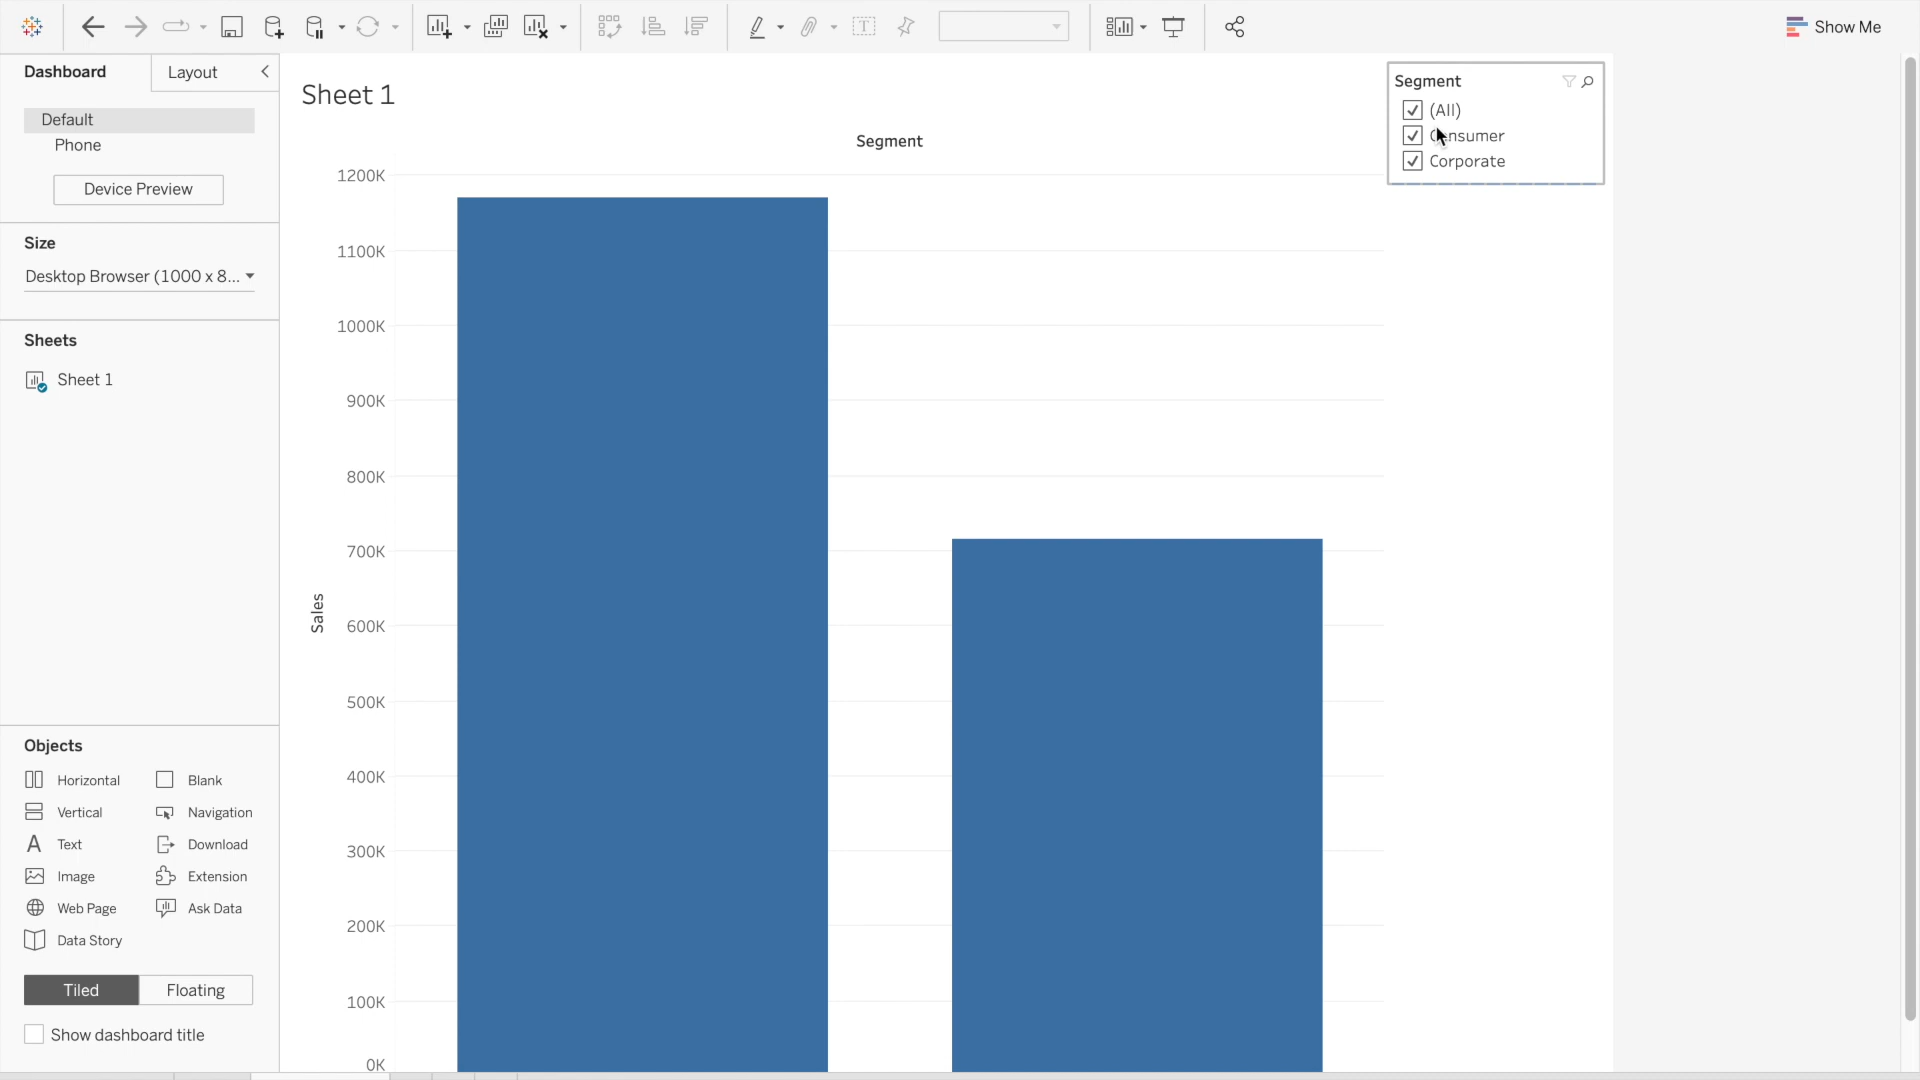 Show Me
Dashboard
Layout
Default
Phone
Device Preview
Size
Desktop Browser (1000 x 8...
Sheets
Sheet 1
Objects
Horizontal
Blank
Vertical
Navigation
Text
Download
Image
Extension
Web Page
Ask Data
Data Story
Tiled
Floating
Show dashboard title
Sheet 1
Segment
1200K
1100K
1000K
900K
800K
700K
600K
500K
400K
300K
200K
100K
0K
Sales
Segment
(All)
Consumer
Corporate